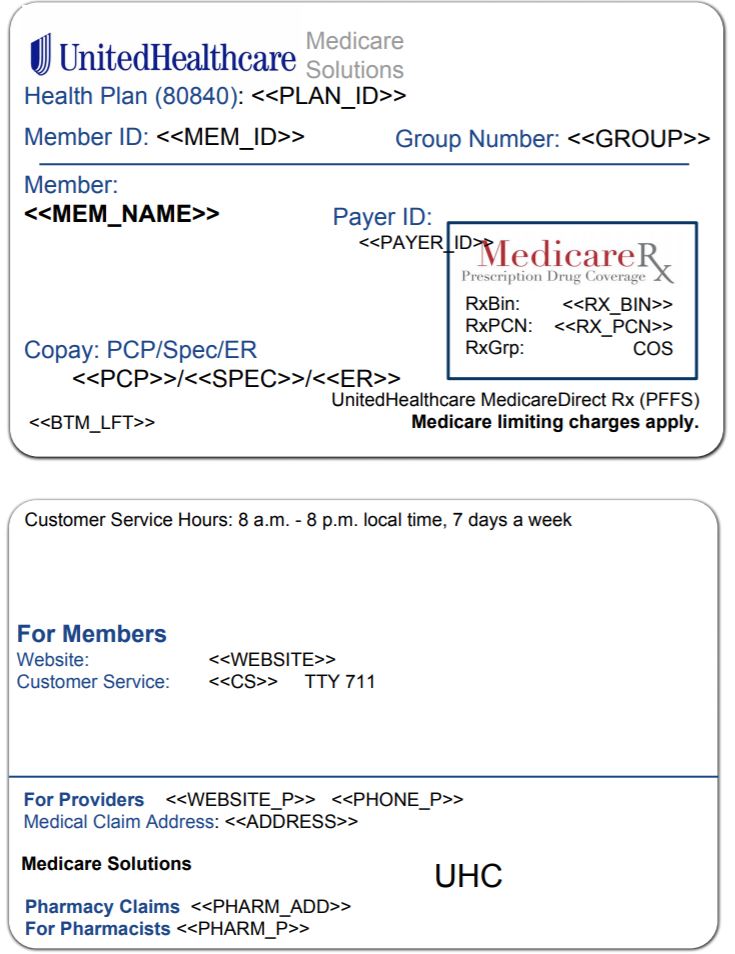 UnitedHealthcare Medicare
Solutions
Health Plan (80840): <<PLAN_ID>>
Member ID: <<MEM_ID>> Group Number: <<GROUP>>
Member:
<<MEM_NAME>>
Payer ID:
<<PAYER_ID>>
MedicareRx
Prescription Drug Coverage
RxBin: <<RX_BIN>>
RxPCN: <<RX_PCN>>
RxGrp: COS
Copay: PCP/Spec/ER
<<PCP>>/<<SPEC>>/<<ER>>
UnitedHealthcare MedicareDirect Rx (PFFS)
<<BTM_LFT>> Medicare limiting charges apply.
Customer Service Hours: 8 a.m. - 8 p.m. local time, 7 days a week
For Members
Website: <<WEBSITE>>
Customer Service: <<CS>> TTY 711
For Providers <<WEBSITE_P>> <<PHONE_P>>
Medical Claim Address: <<ADDRESS>>
Medicare Solutions
UHC
Pharmacy Claims <<PHARM_ADD>>
For Pharmacists <<PHARM_P>>